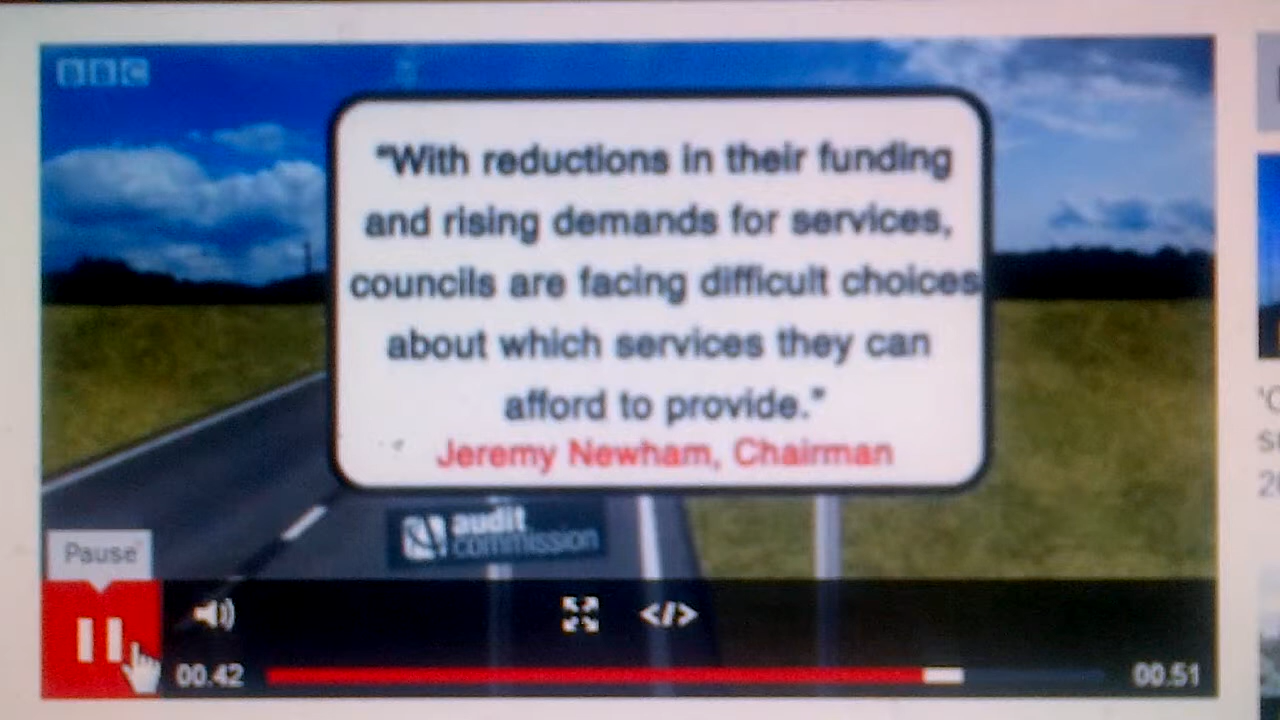 BBC
"With reductions in their funding
and rising demands for services,
councils are facing difficult choices
about which services they can
afford to provide."
Jeremy Newham, Chairman
audit
commission
Pause
</>
00.42
00.51